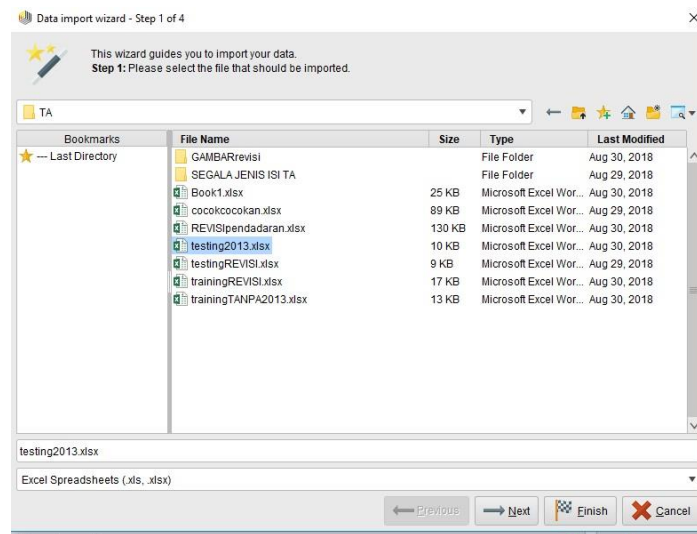 Data import wizard - Step 1 of 4
This wizard guides you to import your data.
Step 1: Please select the file that should be imported.
TA
Bookmarks File Name Size Type Last Modified
--- Last Directory GAMBARrevisi File Folder Aug 30, 2018
SEGALA JENIS ISI TA File Folder Aug 29, 2018
Book1.xlsx 25 KB Microsoft Excel Wor... Aug 30, 2018
cocokcocokan.xlsx 89 KB Microsoft Excel Wor... Aug 29, 2018
REVISIpendadaran.xlsx 130 KB Microsoft Excel Wor... Aug 30, 2018
testing2013.xlsx 10 KB Microsoft Excel Wor... Aug 30, 2018
testingREVISI.xlsx 9 KB Microsoft Excel Wor... Aug 29, 2018
trainingREVISI.xlsx 17 KB Microsoft Excel Wor... Aug 30, 2018
trainingTANPA2013.xlsx 13 KB Microsoft Excel Wor... Aug 30, 2018
testing2013.xlsx
Excel Spreadsheets (.xls, .xlsx)
Previous Next Finish Cancel